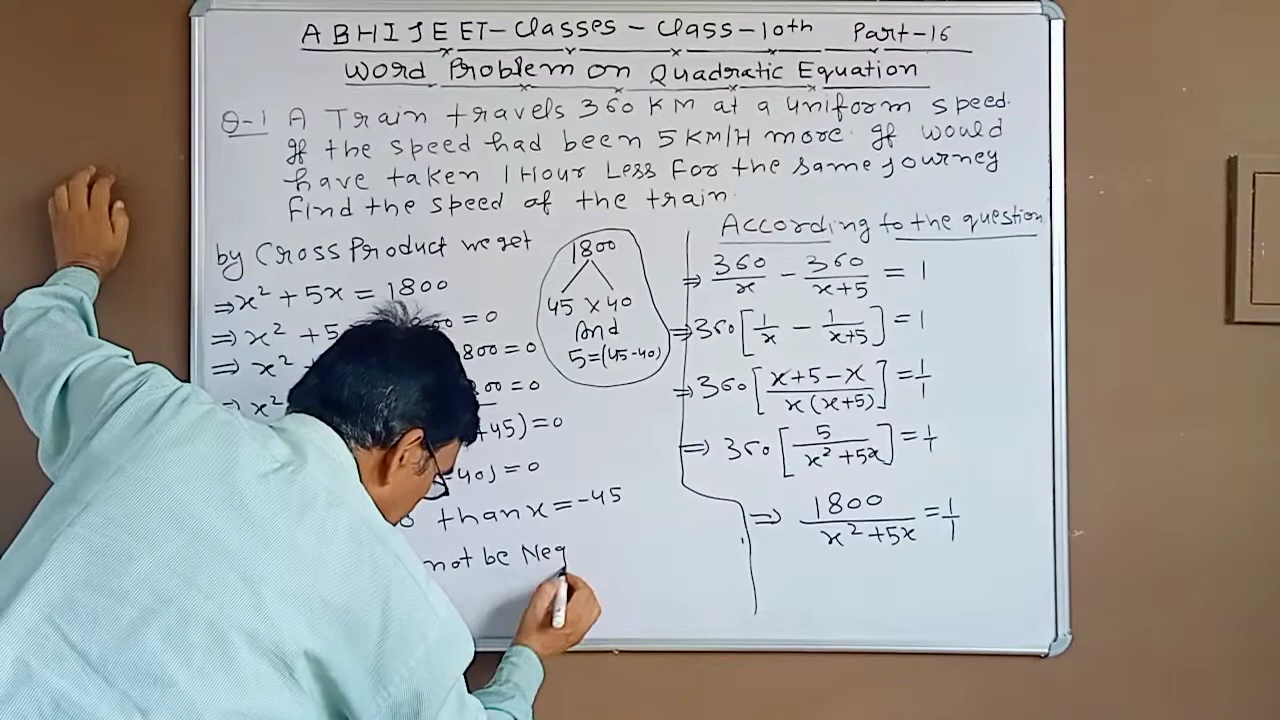 ABHIJEET-Classes-Class-10th Part-16
Word Problem on Quadratic Equation
Q-1 A Train travels 360 KM at a uniform speed.
If the speed had been 5 KM/H more. If would
have taken 1 Hour Less For the same Journey
Find the speed of the train.
by Cross Product we get
⇒ x² + 5x = 1800
⇒ x² + 5 00 = 0
⇒ x² 800 = 0
⇒ x² 00 = 0
+45) = 0
-40) = 0
than x = -45
not be Neg
1800
45 × 40
And
5 = (45-40)
According to the question
⇒ 360/x - 360/x+5 = 1
⇒ 360 [1/x - 1/x+5] = 1
⇒ 360 [x+5-x/x(x+5)] = 1/1
⇒ 360 [5/x²+5x] = 1/1
⇒ 1800/x²+5x = 1/1